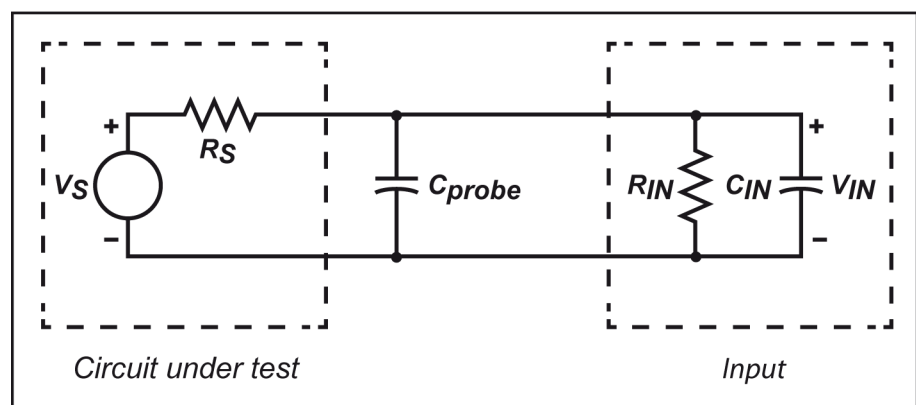 +
R_S
V_S
−
C_probe
R_IN
C_IN
+
V_IN
−
Circuit under test
Input